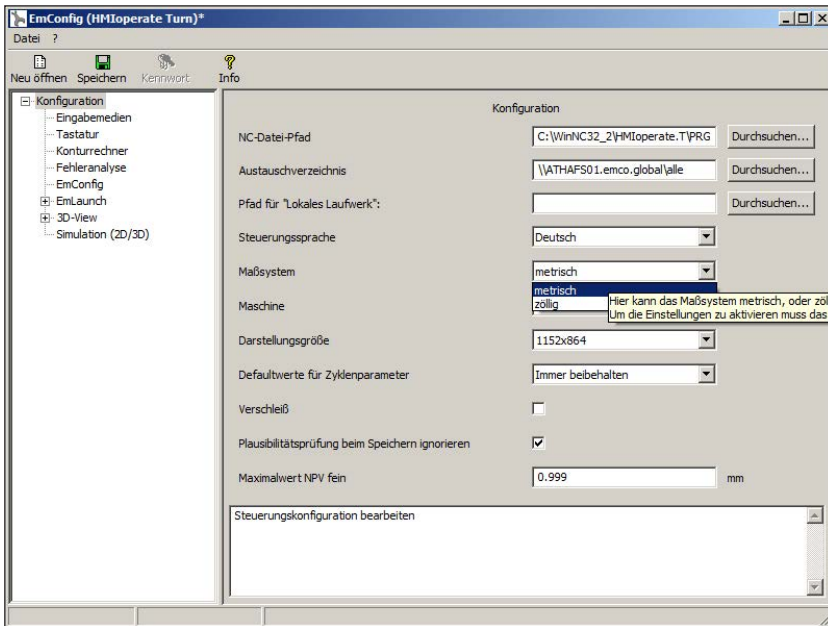 EmConfig (HMIoperate Turn)*
Datei ?
Neu öffnen Speichern Kennwort Info
Konfiguration
Eingabemedien
Tastatur
Konturrechner
Fehleranalyse
EmConfig
EmLaunch
3D-View
Simulation (2D/3D)
Konfiguration
NC-Datei-Pfad C:\WinNC32_2\HMIoperate.T\PRG Durchsuchen...
Austauschverzeichnis \\ATHAFS01.emco.global\alle Durchsuchen...
Pfad für "Lokales Laufwerk": Durchsuchen...
Steuerungssprache Deutsch
Maßsystem metrisch
metrisch
zöllig
Hier kann das Maßsystem metrisch, oder zöl
Um die Einstellungen zu aktivieren muss das
Maschine
Darstellungsgröße 1152x864
Defaultwerte für Zyklenparameter Immer beibehalten
Verschleiß
Plausibilitätsprüfung beim Speichern ignorieren
Maximalwert NPV fein 0.999 mm
Steuerungskonfiguration bearbeiten